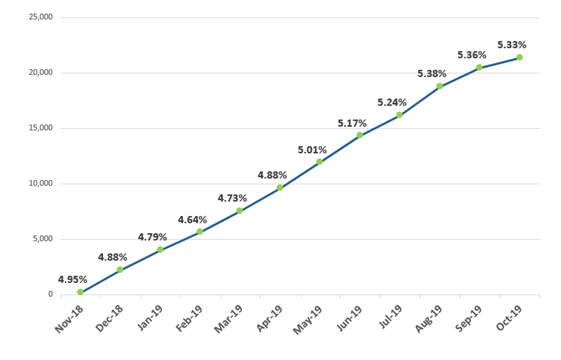 25,000
20,000
15,000
10,000
5,000
0
4.95%
4.88%
4.79%
4.64%
4.73%
4.88%
5.01%
5.17%
5.24%
5.38%
5.36%
5.33%
Nov-18
Dec-18
Jan-19
Feb-19
Mar-19
Apr-19
May-19
Jun-19
Jul-19
Aug-19
Sep-19
Oct-19